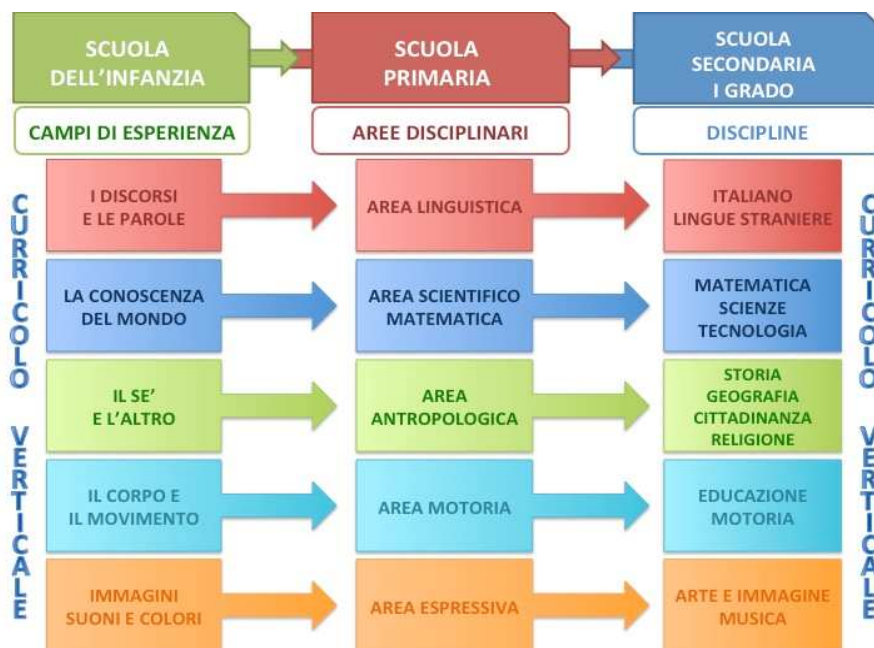 SCUOLA
DELL'INFANZIA
SCUOLA
PRIMARIA
SCUOLA
SECONDARIA
I GRADO
CAMPI DI ESPERIENZA
AREE DISCIPLINARI
DISCIPLINE
CURRICOLO VERTICALE
I DISCORSI
E LE PAROLE
AREA LINGUISTICA
ITALIANO
LINGUE STRANIERE
LA CONOSCENZA
DEL MONDO
AREA SCIENTIFICO
MATEMATICA
MATEMATICA
SCIENZE
TECNOLOGIA
IL SE'
E L'ALTRO
AREA
ANTROPOLOGICA
STORIA
GEOGRAFIA
CITTADINANZA
RELIGIONE
IL CORPO E
IL MOVIMENTO
AREA MOTORIA
EDUCAZIONE
MOTORIA
IMMAGINI
SUONI E COLORI
AREA ESPRESSIVA
ARTE E IMMAGINE
MUSICA
CURRICOLO VERTICALE